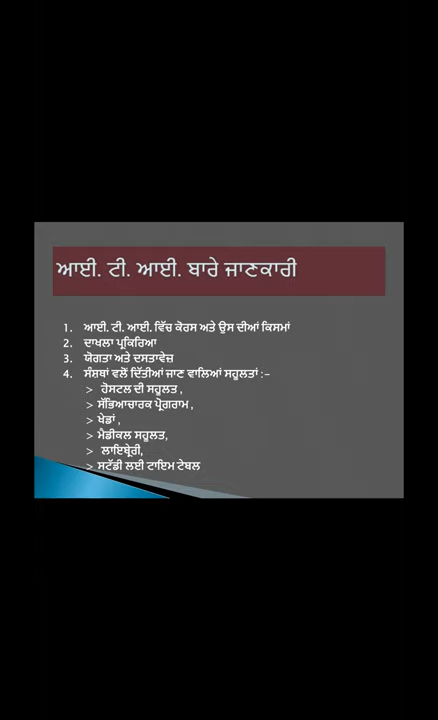 ਆਈ. ਟੀ. ਆਈ. ਬਾਰੇ ਜਾਣਕਾਰੀ
1. ਆਈ. ਟੀ. ਆਈ. ਵਿੱਚ ਕੋਰਸ ਅਤੇ ਉਸ ਦੀਆਂ ਕਿਸਮਾਂ
2. ਦਾਖਲਾ ਪ੍ਰਕਿਰਿਆ
3. ਯੋਗਤਾ ਅਤੇ ਦਸਤਾਵੇਜ਼
4. ਸੰਸ਼ਥਾਂ ਵਲੋਂ ਦਿੱਤੀਆਂ ਜਾਣ ਵਾਲਿਆਂ ਸਹੂਲਤਾਂ :-
> ਹੋਸਟਲ ਦੀ ਸਹੂਲਤ ,
> ਸੱਭਿਆਚਾਰਕ ਪ੍ਰੋਗਰਾਮ ,
> ਖੇਡਾਂ ,
> ਮੈਡੀਕਲ ਸਹੂਲਤ,
> ਲਾਇਬ੍ਰੇਰੀ,
> ਸਟੱਡੀ ਲਈ ਟਾਇਮ ਟੇਬਲ